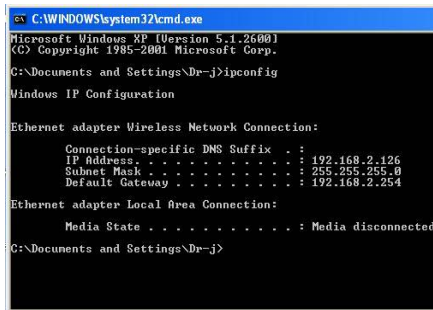 C:\WINDOWS\system32\cmd.exe
Microsoft Windows XP [Version 5.1.2600]
(C) Copyright 1985-2001 Microsoft Corp.
C:\Documents and Settings\Dr-j>ipconfig
Windows IP Configuration
Ethernet adapter Wireless Network Connection:
Connection-specific DNS Suffix  . :
IP Address. . . . . . . . . . . . : 192.168.2.126
Subnet Mask . . . . . . . . . . . : 255.255.255.0
Default Gateway . . . . . . . . . : 192.168.2.254
Ethernet adapter Local Area Connection:
Media State . . . . . . . . . . . : Media disconnected
C:\Documents and Settings\Dr-j>